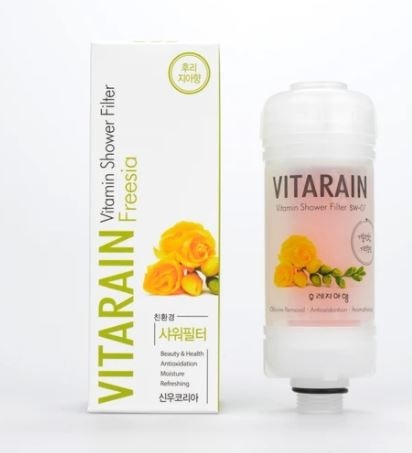 후리
지아향
VITARAIN
Vitamin Shower Filter
Freesia
친환경
샤워필터
Beauty & Health
Antioxidation
Moisture
Refreshing
신우코리아
VITARAIN
Vitamin Shower Filter SW-07
Chlorine Removal · Antioxidantion · Aromatherapy